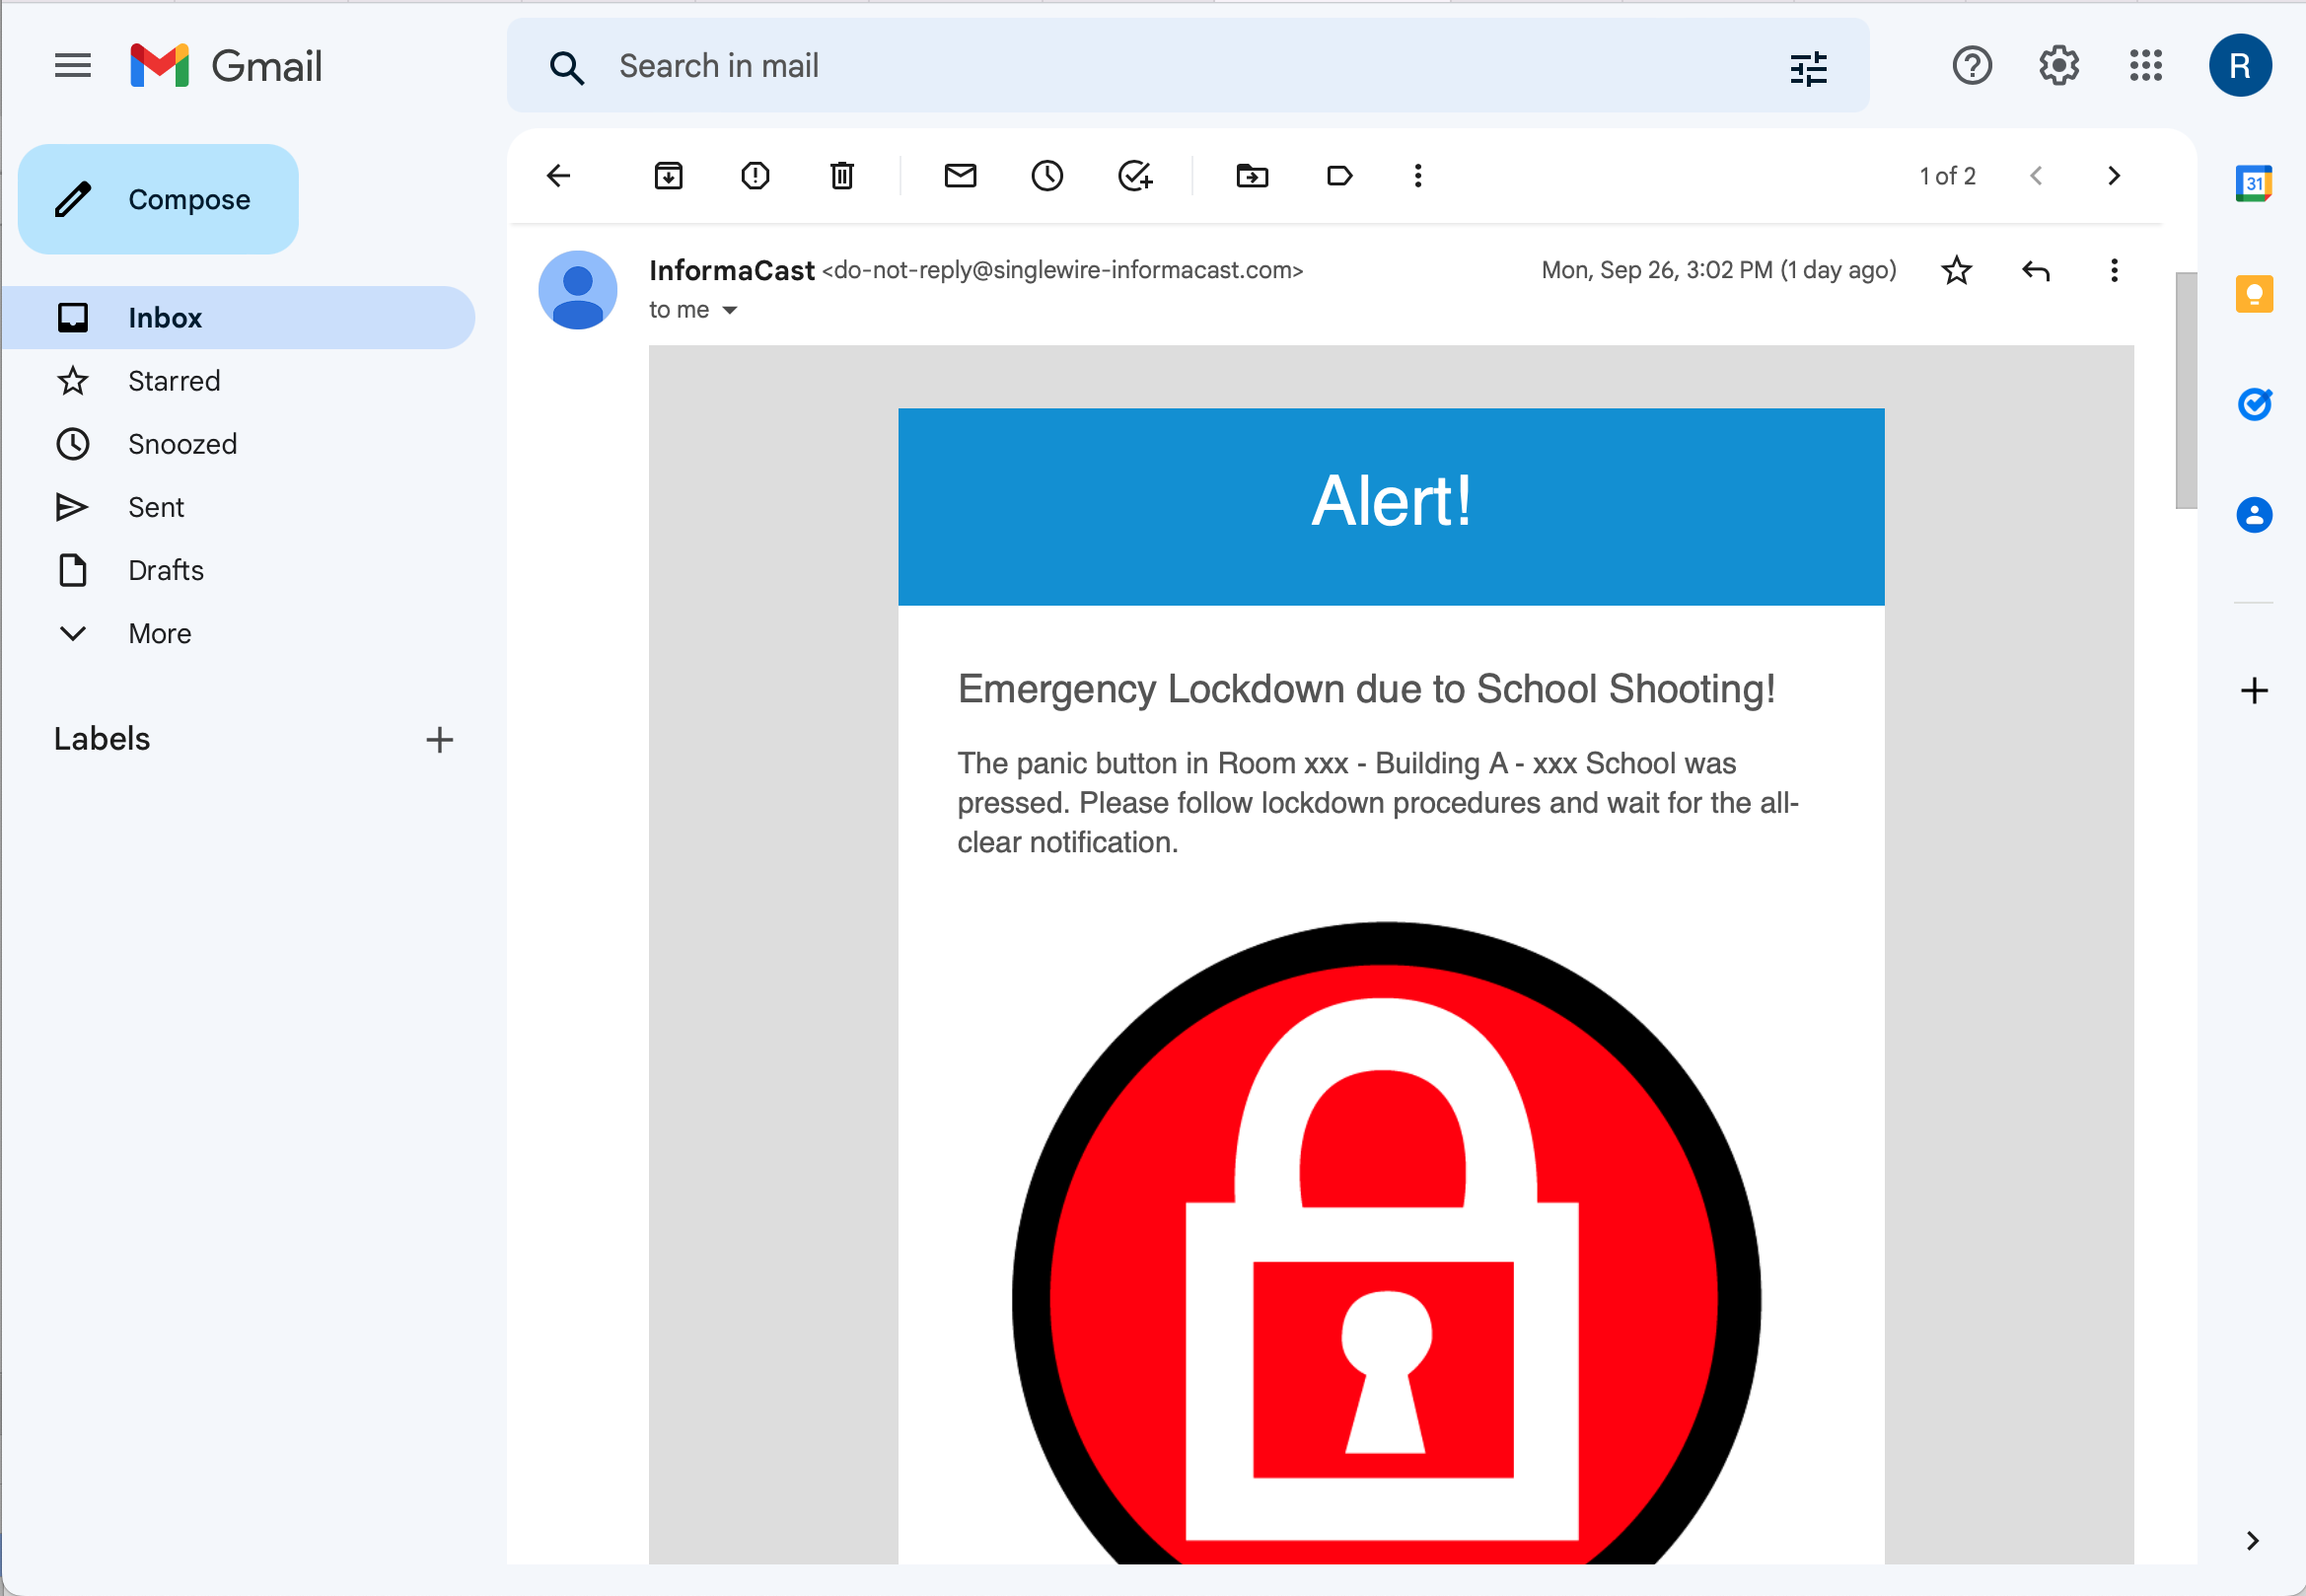 Gmail
Search in mail
R
Compose
1 of 2
31
InformaCast <do-not-reply@singlewire-informacast.com>
Mon, Sep 26, 3:02 PM (1 day ago)
to me
Inbox
Starred
Snoozed
Sent
Drafts
More
Labels
Alert!
Emergency Lockdown due to School Shooting!
The panic button in Room xxx - Building A - xxx School was
pressed. Please follow lockdown procedures and wait for the all-
clear notification.